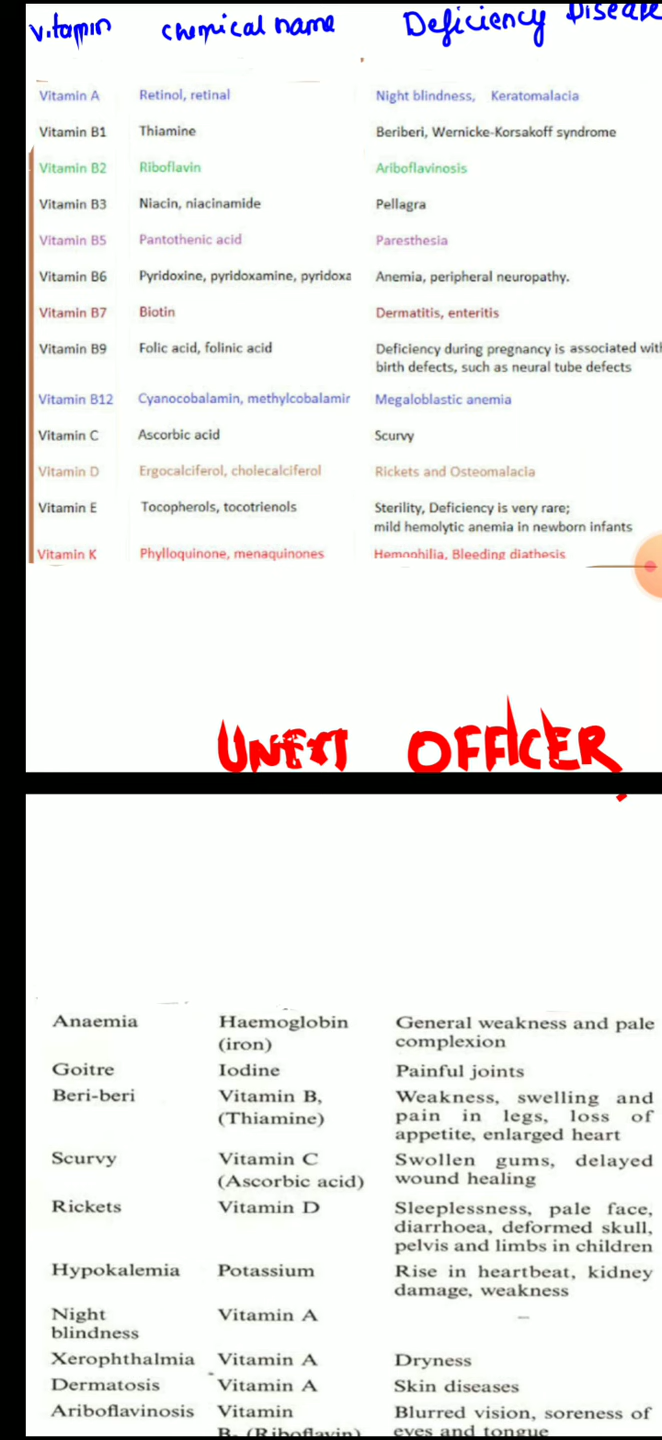 Vitamin chemical name Deficiency Disease
Vitamin A Retinol, retinal Night blindness, Keratomalacia
Vitamin B1 Thiamine Beriberi, Wernicke-Korsakoff syndrome
Vitamin B2 Riboflavin Ariboflavinosis
Vitamin B3 Niacin, niacinamide Pellagra
Vitamin B5 Pantothenic acid Paresthesia
Vitamin B6 Pyridoxine, pyridoxamine, pyridoxa Anemia, peripheral neuropathy.
Vitamin B7 Biotin Dermatitis, enteritis
Vitamin B9 Folic acid, folinic acid Deficiency during pregnancy is associated with
birth defects, such as neural tube defects
Vitamin B12 Cyanocobalamin, methylcobalamir Megaloblastic anemia
Vitamin C Ascorbic acid Scurvy
Vitamin D Ergocalciferol, cholecalciferol Rickets and Osteomalacia
Vitamin E Tocopherols, tocotrienols Sterility, Deficiency is very rare;
mild hemolytic anemia in newborn infants
Vitamin K Phylloquinone, menaquinones Hemophilia, Bleeding diathesis
OFFICER
Anaemia Haemoglobin General weakness and pale
(iron) complexion
Goitre Iodine Painful joints
Beri-beri Vitamin B, Weakness, swelling and
(Thiamine) pain in legs, loss of
appetite, enlarged heart
Scurvy Vitamin C Swollen gums, delayed
(Ascorbic acid) wound healing
Rickets Vitamin D Sleeplessness, pale face,
diarrhoea, deformed skull,
pelvis and limbs in children
Hypokalemia Potassium Rise in heartbeat, kidney
damage, weakness
Night Vitamin A –
blindness
Xerophthalmia Vitamin A Dryness
Dermatosis Vitamin A Skin diseases
Ariboflavinosis Vitamin Blurred vision, soreness of
B₂ (Riboflavin) eyes and tongue